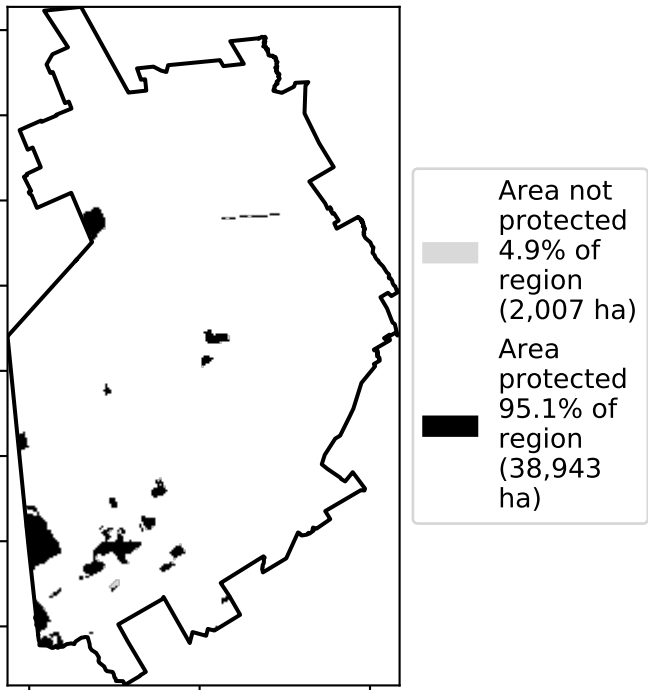 Area not
protected
4.9% of
region
(2,007 ha)
Area
protected
95.1% of
region
(38,943
ha)